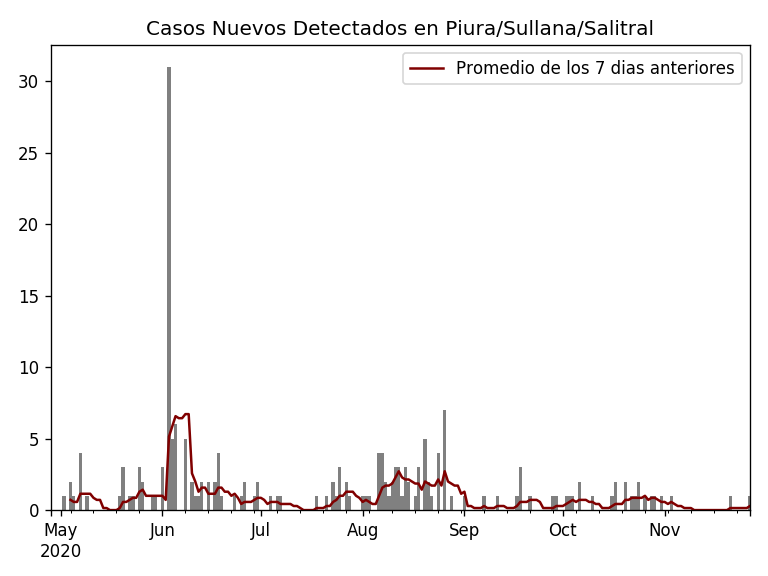 Casos Nuevos Detectados en Piura/Sullana/Salitral
Promedio de los 7 dias anteriores
30
25
20
15
10
5
0
May Jun Jul Aug Sep Oct Nov
2020